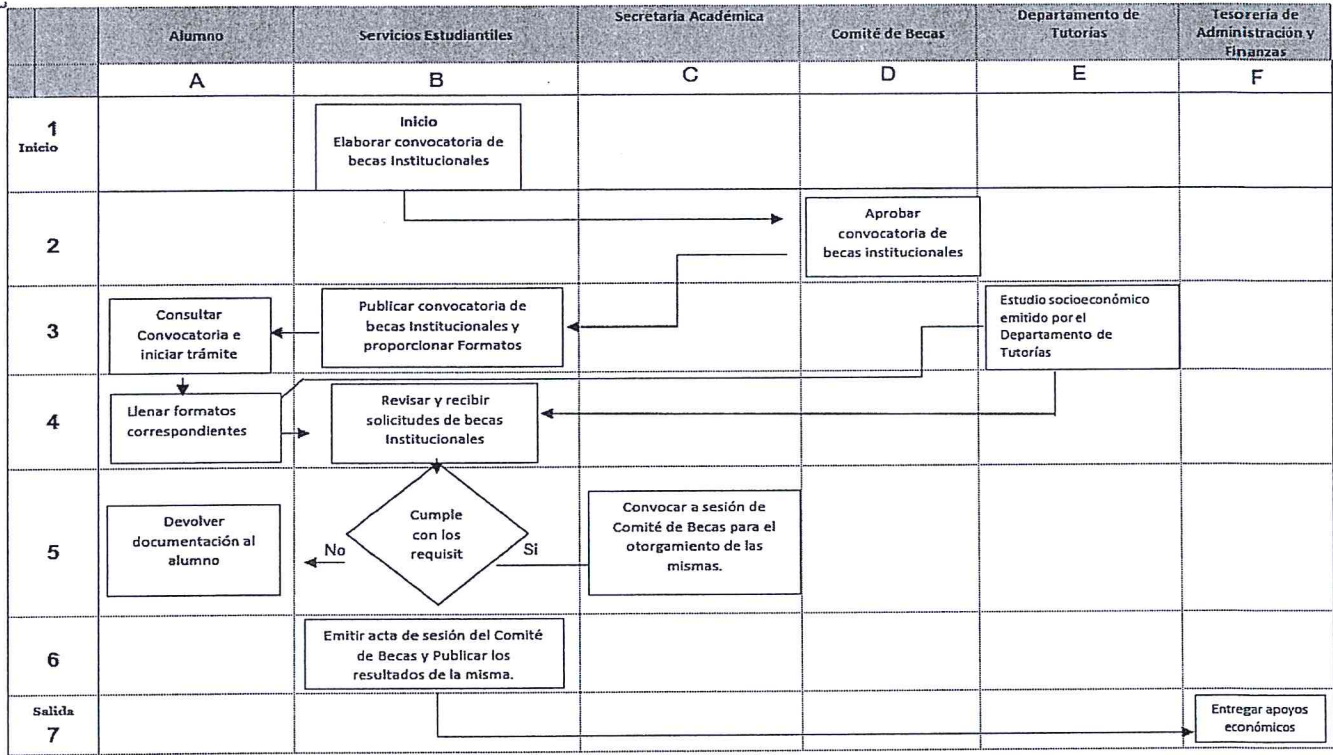 Alumno
Servicios Estudiantiles
Secretaria Académica
Comité de Becas
Departamento de
Tutorías
Tesorería de
Administración y
Finanzas
A
B
C
D
E
F
1
Inicio
Inicio
Elaborar convocatoria de
becas Institucionales
2
Aprobar
convocatoria de
becas institucionales
3
Consultar
Convocatoria e
iniciar trámite
Publicar convocatoria de
becas Institucionales y
proporcionar Formatos
Estudio socioeconómico
emitido por el
Departamento de
Tutorías
4
Llenar formatos
correspondientes
Revisar y recibir
solicitudes de becas
Institucionales
5
Devolver
documentación al
alumno
No
Cumple
con los
requisit
Si
Convocar a sesión de
Comité de Becas para el
otorgamiento de las
mismas.
6
Emitir acta de sesión del Comité
de Becas y Publicar los
resultados de la misma.
Salida
7
Entregar apoyos
económicos